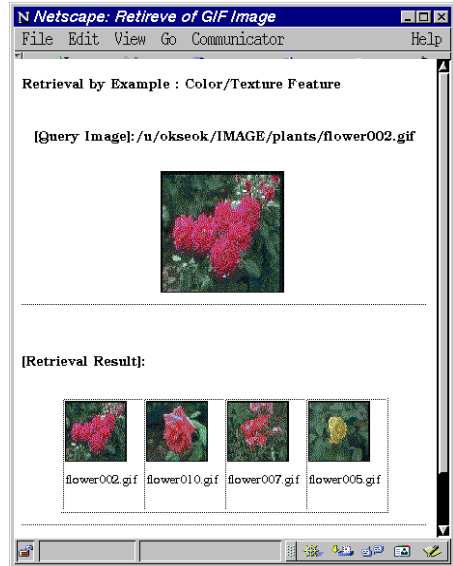 N Netscape: Retireve of GIF Image
File Edit View Go Communicator Help
Retrieval by Example : Color/Texture Feature
[Query Image]:/u/okseok/IMAGE/plants/flower002.gif
[Retrieval Result]:
flower002.gif flower010.gif flower007.gif flower005.gif